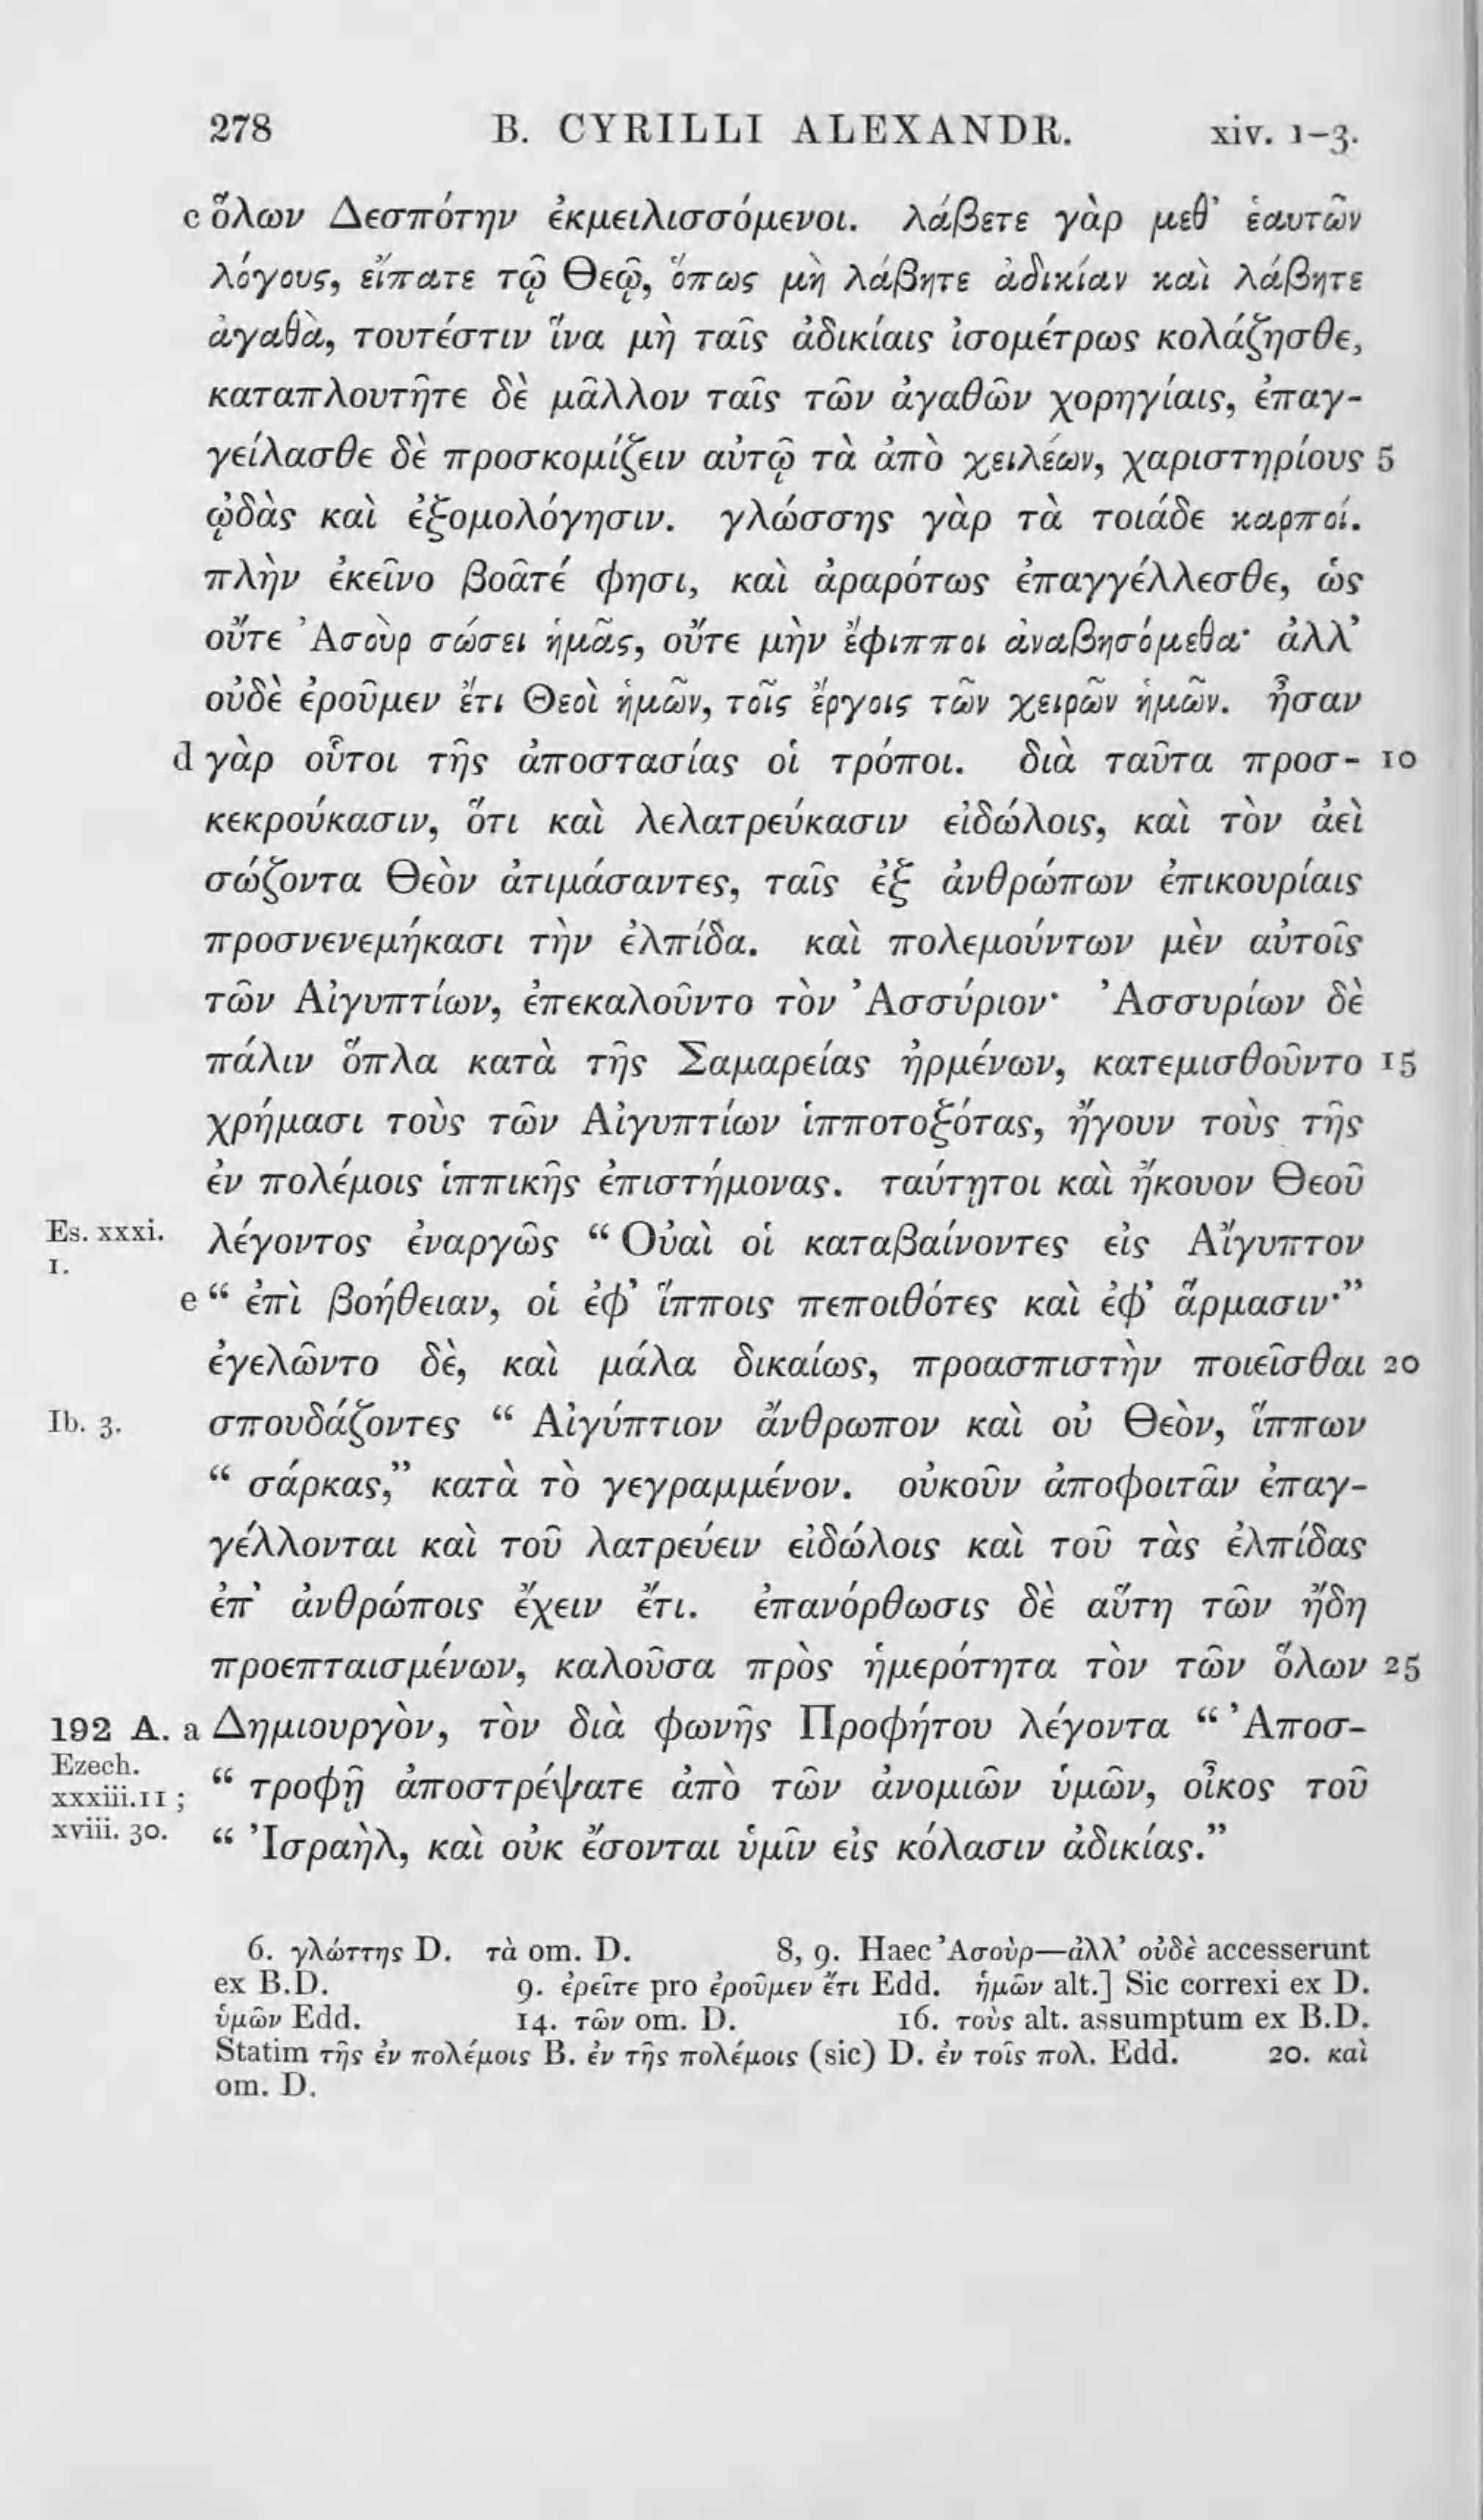 278 B. CYRILLI ALEXANDR. xiv. 1-3.
c ὅλων Δεσπότην ἐκμειλισσόμενοι. λάβετε γὰρ μεθ' ἑαυτῶν
λόγους, εἴπατε τῷ Θεῷ, ὅπως μὴ λάβητε ἀδικίαν καὶ λάβητε
ἀγαθὰ, τουτέστιν ἵνα μὴ ταῖς ἀδικίαις ἰσομέτρως κολάζησθε,
καταπλουτῆτε δὲ μᾶλλον ταῖς τῶν ἀγαθῶν χορηγίαις, ἐπαγ-
γείλασθε δὲ προσκομίζειν αὐτῷ τὰ ἀπὸ χειλέων, χαριστηρίους 5
ᾠδὰς καὶ ἐξομολόγησιν. γλώσσης γὰρ τὰ τοιάδε καρποί.
πλὴν ἐκεῖνο βοᾶτέ φησι, καὶ ἀραρότως ἐπαγγέλλεσθε, ὡς
οὔτε Ἀσοὺρ σώσει ἡμᾶς, οὔτε μὴν ἔφιπποι ἀναβησόμεθα· ἀλλ'
οὐδὲ ἐροῦμεν ἔτι Θεοὶ ἡμῶν, τοῖς ἔργοις τῶν χειρῶν ἡμῶν. ἦσαν
d γὰρ οὗτοι τῆς ἀποστασίας οἱ τρόποι. διὰ ταῦτα προσ- 10
κεκρούκασιν, ὅτι καὶ λελατρεύκασιν εἰδώλοις, καὶ τὸν ἀεὶ
σώζοντα Θεὸν ἀτιμάσαντες, ταῖς ἐξ ἀνθρώπων ἐπικουρίαις
προσνενεμήκασι τὴν ἐλπίδα. καὶ πολεμούντων μὲν αὐτοῖς
τῶν Αἰγυπτίων, ἐπεκαλοῦντο τὸν Ἀσσύριον· Ἀσσυρίων δὲ
πάλιν ὅπλα κατὰ τῆς Σαμαρείας ἠρμένων, κατεμισθοῦντο 15
χρήμασι τοὺς τῶν Αἰγυπτίων ἱπποτοξότας, ἤγουν τοὺς τῆς
ἐν πολέμοις ἱππικῆς ἐπιστήμονας. ταύτῃτοι καὶ ἤκουον Θεοῦ
Es. xxxi. 1. λέγοντος ἐναργῶς “ Οὐαὶ οἱ καταβαίνοντες εἰς Αἴγυπτον
e “ ἐπὶ βοήθειαν, οἱ ἐφ' ἵπποις πεποιθότες καὶ ἐφ' ἅρμασιν·”
ἐγελῶντο δὲ, καὶ μάλα δικαίως, προασπιστὴν ποιεῖσθαι 20
Ib. 3. σπουδάζοντες “ Αἰγύπτιον ἄνθρωπον καὶ οὐ Θεὸν, ἵππων
“ σάρκας,” κατὰ τὸ γεγραμμένον. οὐκοῦν ἀποφοιτᾶν ἐπαγ-
γέλλονται καὶ τοῦ λατρεύειν εἰδώλοις καὶ τοῦ τὰς ἐλπίδας
ἐπ' ἀνθρώποις ἔχειν ἔτι. ἐπανόρθωσις δὲ αὕτη τῶν ἤδη
προεπταισμένων, καλοῦσα πρὸς ἡμερότητα τὸν τῶν ὅλων 25
192 A. a Δημιουργὸν, τὸν διὰ φωνῆς Προφήτου λέγοντα “ Ἀποσ-
Ezech. xxxiii.11 ; “ τροφῇ ἀποστρέψατε ἀπὸ τῶν ἀνομιῶν ὑμῶν, οἶκος τοῦ
xviii. 30. “ Ἰσραὴλ, καὶ οὐκ ἔσονται ὑμῖν εἰς κόλασιν ἀδικίας.”
6. γλώττης D. τὰ om. D. 8, 9. Haec Ἀσοὺρ—ἀλλ' οὐδὲ accesserunt
ex B.D. 9. ἐρεῖτε pro ἐροῦμεν ἔτι Edd. ἡμῶν alt.] Sic correxi ex D.
ὑμῶν Edd. 14. τῶν om. D. 16. τοὺς alt. assumptum ex B.D.
Statim τῆς ἐν πολέμοις B. ἐν τῆς πολέμοις (sic) D. ἐν τοῖς πολ. Edd. 20. καὶ
om. D.